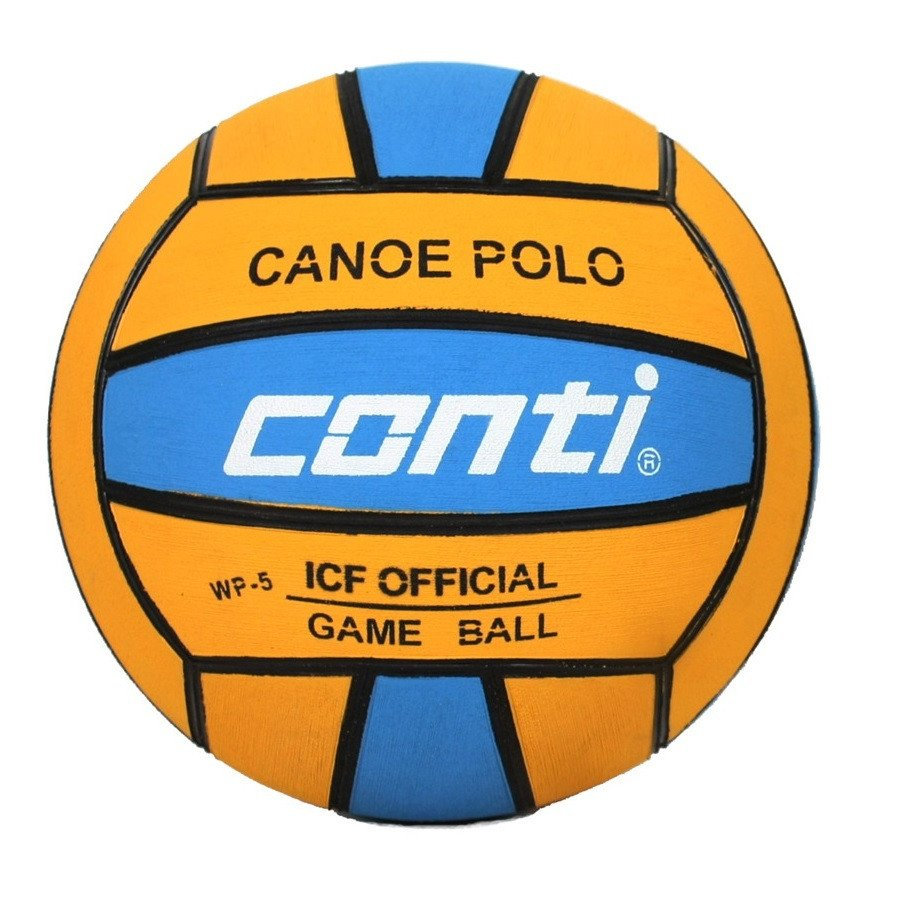 CANOE POLO
conti®
WP-5 ICF OFFICIAL
GAME BALL